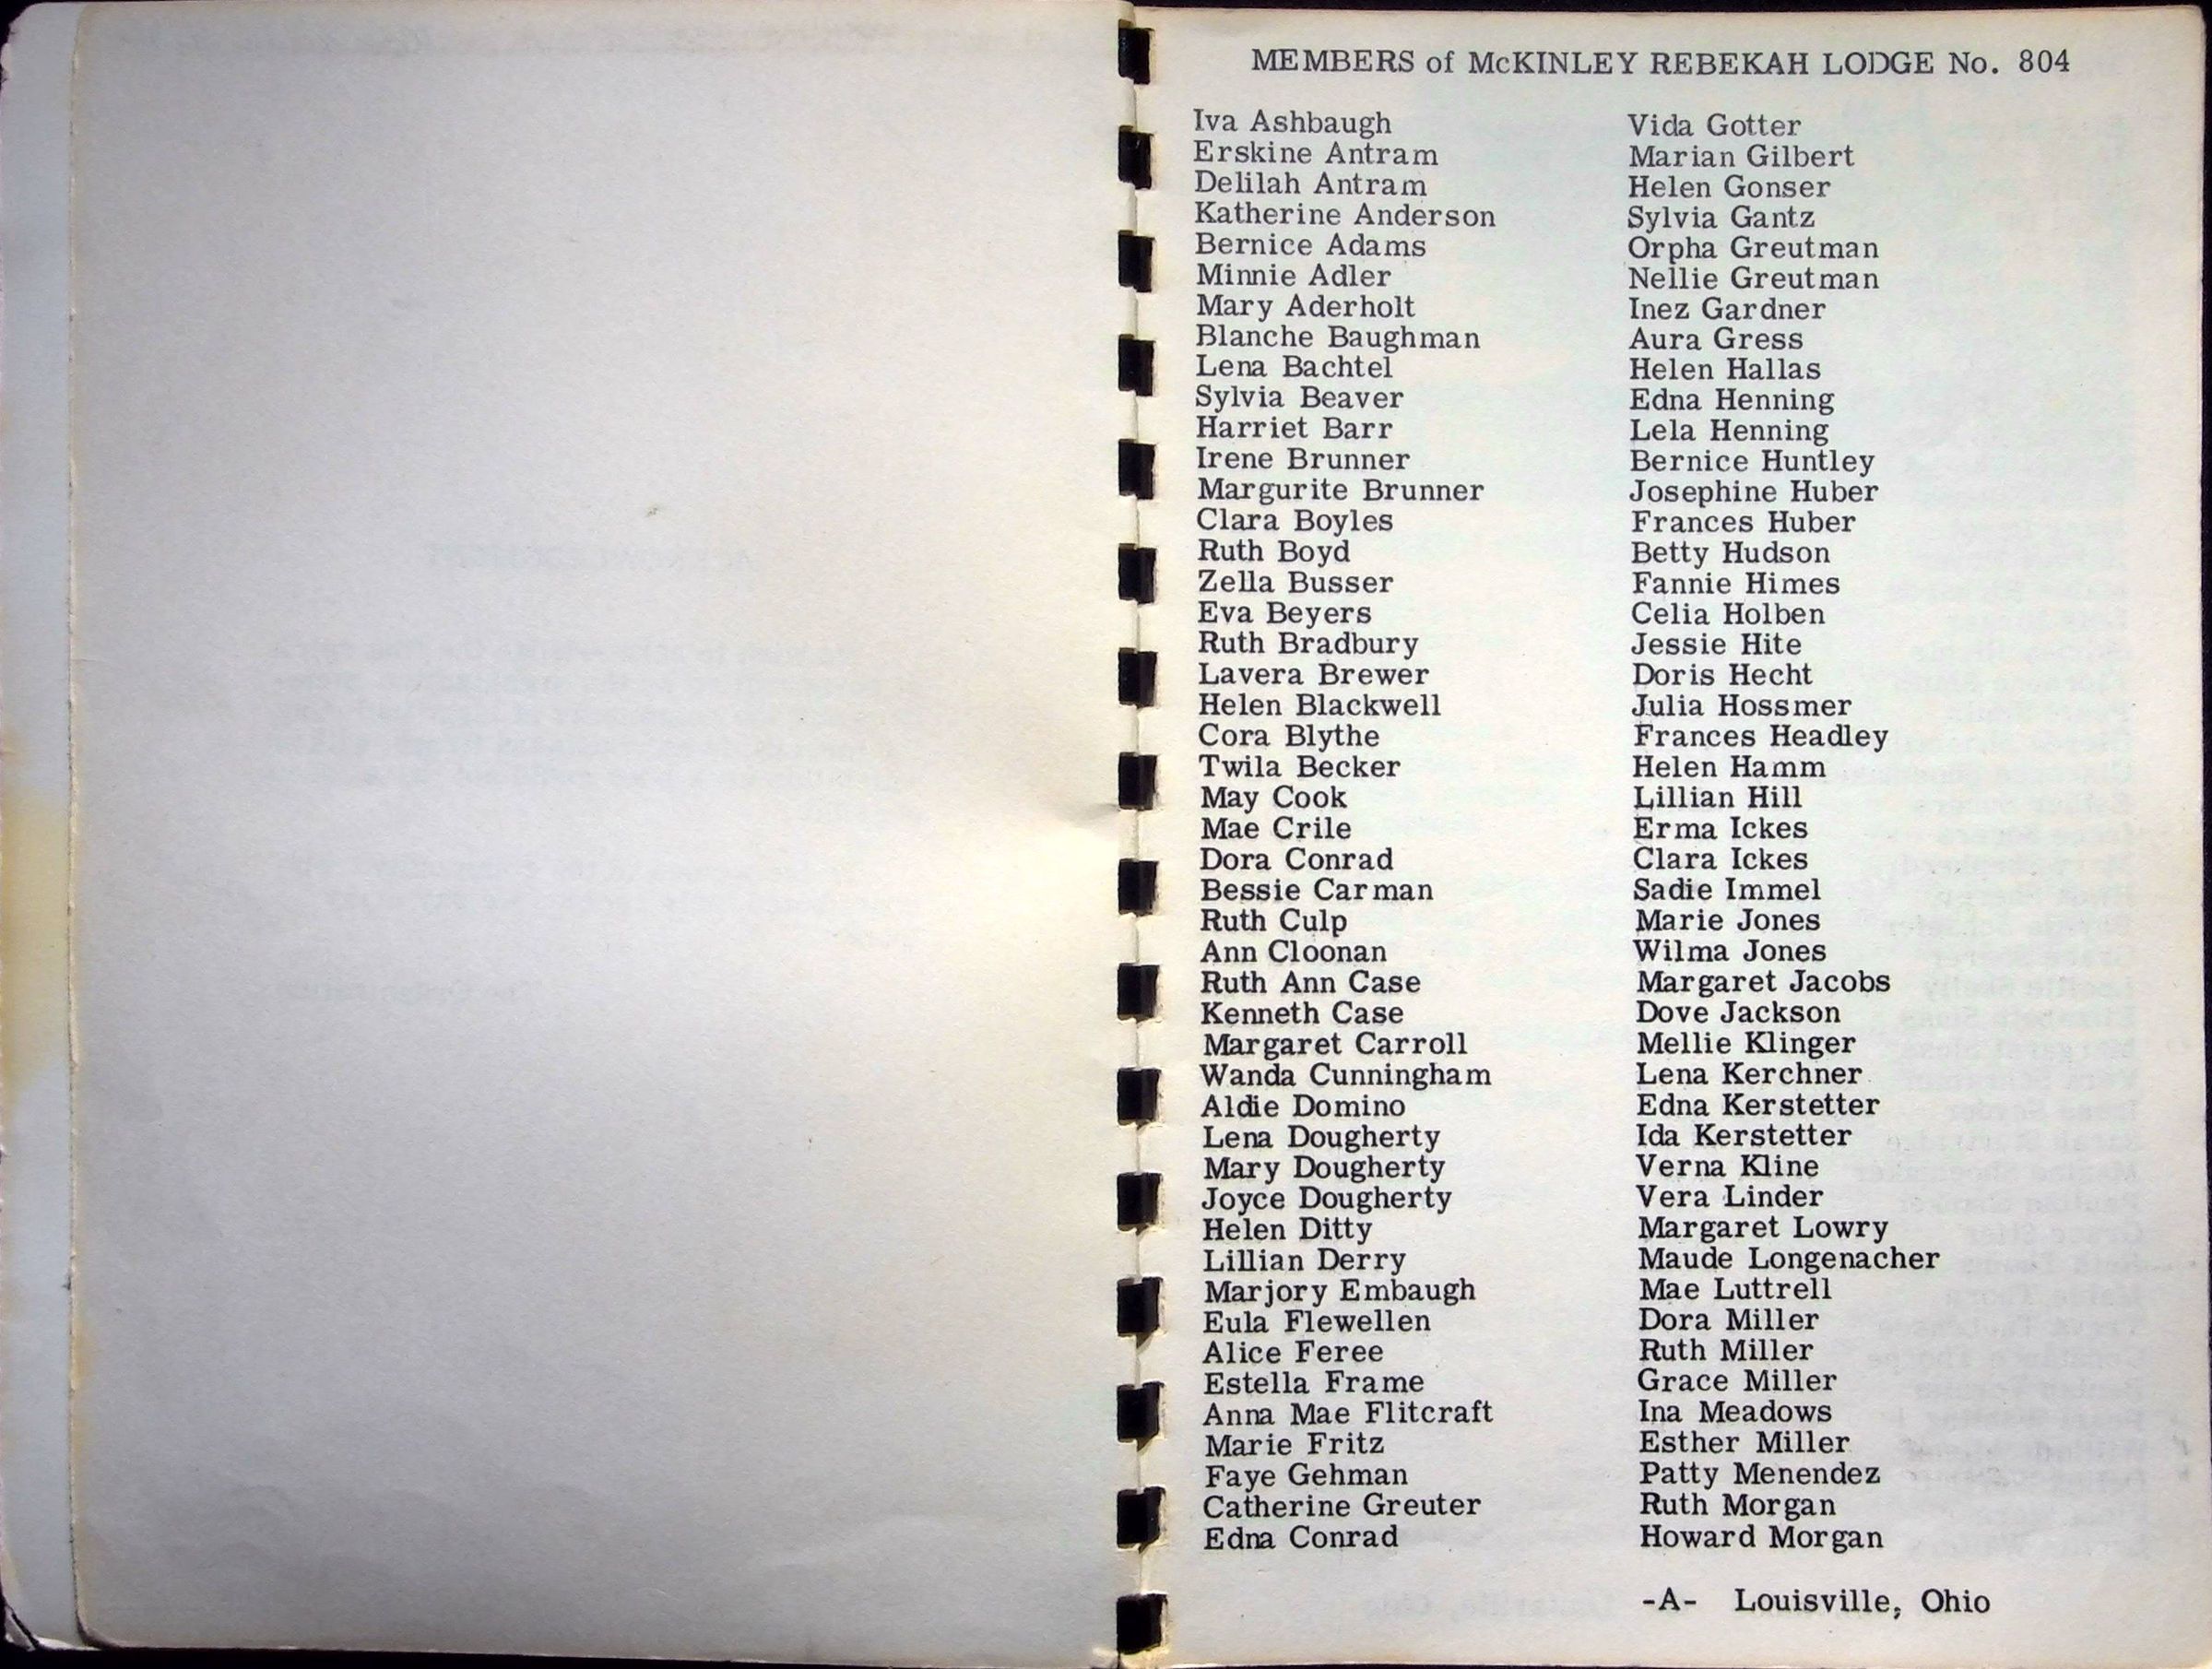 MEMBERS of McKINLEY REBEKAH LODGE No. 804
Iva Ashbaugh
Erskine Antram
Delilah Antram
Katherine Anderson
Bernice Adams
Minnie Adler
Mary Aderholt
Blanche Baughman
Lena Bachtel
Sylvia Beaver
Harriet Barr
Irene Brunner
Margurite Brunner
Clara Boyles
Ruth Boyd
Zella Busser
Eva Beyers
Ruth Bradbury
Lavera Brewer
Helen Blackwell
Cora Blythe
Twila Becker
May Cook
Mae Crile
Dora Conrad
Bessie Carman
Ruth Culp
Ann Cloonan
Ruth Ann Case
Kenneth Case
Margaret Carroll
Wanda Cunningham
Aldie Domino
Lena Dougherty
Mary Dougherty
Joyce Dougherty
Helen Ditty
Lillian Derry
Marjory Embaugh
Eula Flewellen
Alice Feree
Estella Frame
Anna Mae Flitcraft
Marie Fritz
Faye Gehman
Catherine Greuter
Edna Conrad
Vida Gotter
Marian Gilbert
Helen Gonser
Sylvia Gantz
Orpha Greutman
Nellie Greutman
Inez Gardner
Aura Gress
Helen Hallas
Edna Henning
Lela Henning
Bernice Huntley
Josephine Huber
Frances Huber
Betty Hudson
Fannie Himes
Celia Holben
Jessie Hite
Doris Hecht
Julia Hossmer
Frances Headley
Helen Hamm
Lillian Hill
Erma Ickes
Clara Ickes
Sadie Immel
Marie Jones
Wilma Jones
Margaret Jacobs
Dove Jackson
Mellie Klinger
Lena Kerchner
Edna Kerstetter
Ida Kerstetter
Verna Kline
Vera Linder
Margaret Lowry
Maude Longenacher
Mae Luttrell
Dora Miller
Ruth Miller
Grace Miller
Ina Meadows
Esther Miller
Patty Menendez
Ruth Morgan
Howard Morgan
-A- Louisville, Ohio